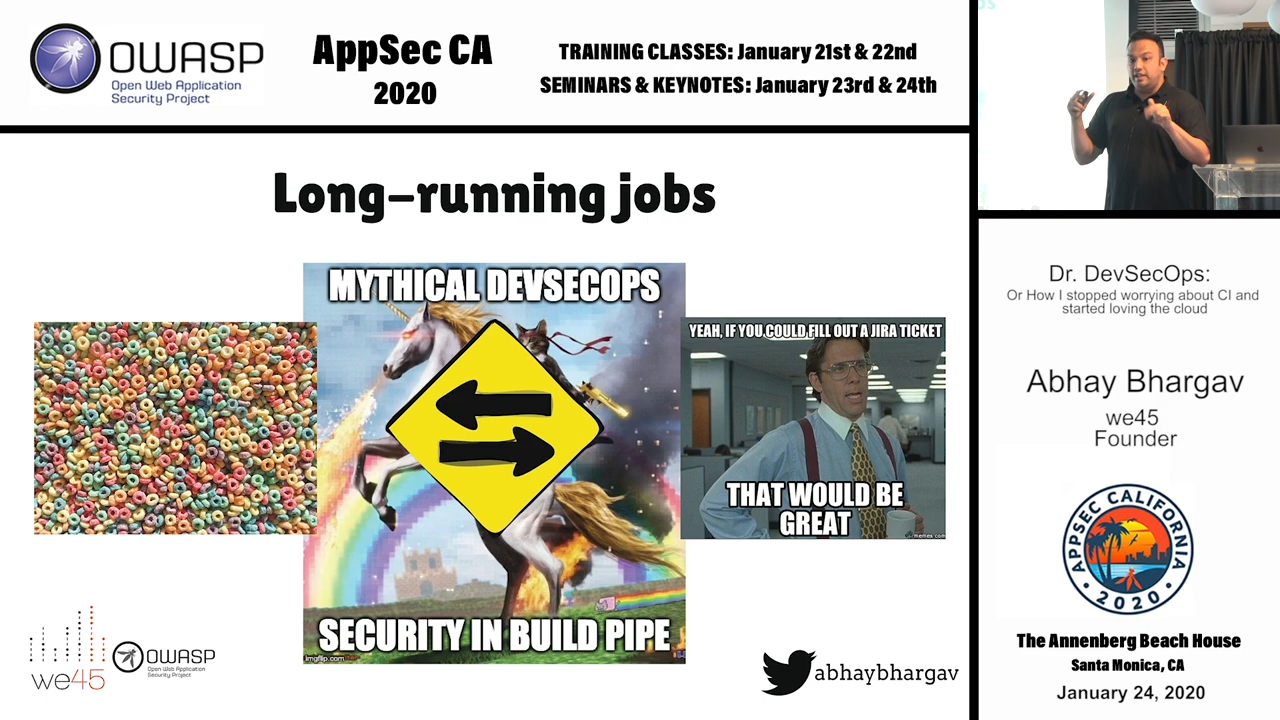 OWASP
Open Web Application
Security Project
AppSec CA
2020
TRAINING CLASSES: January 21st & 22nd
SEMINARS & KEYNOTES: January 23rd & 24th
Long-running jobs
MYTHICAL DEVSECOPS
SECURITY IN BUILD PIPE
imgflip.com
YEAH, IF YOU COULD FILL OUT A JIRA TICKET
THAT WOULD BE
GREAT
memes.com
we45
OWASP
Open Web Application
Security Project
abhaybhargav
Dr. DevSecOps:
Or How I stopped worrying about CI and
started loving the cloud
Abhay Bhargav
we45
Founder
APPSEC CALIFORNIA
• 2020 •
The Annenberg Beach House
Santa Monica, CA
January 24, 2020